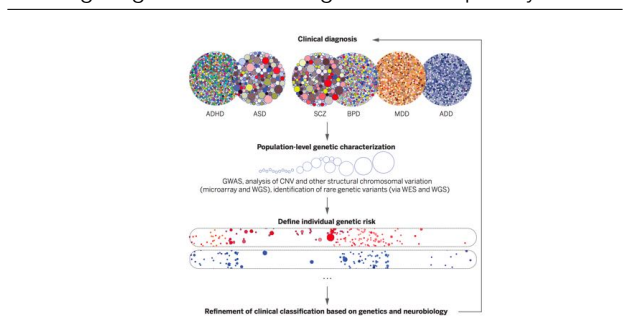 Clinical diagnosis
ADHD ASD SCZ BPD MDD ADD
Population-level genetic characterization
GWAS, analysis of CNV and other structural chromosomal variation
(microarray and WGS), identification of rare genetic variants (via WES and WGS)
Define individual genetic risk
...
Refinement of clinical classification based on genetics and neurobiology